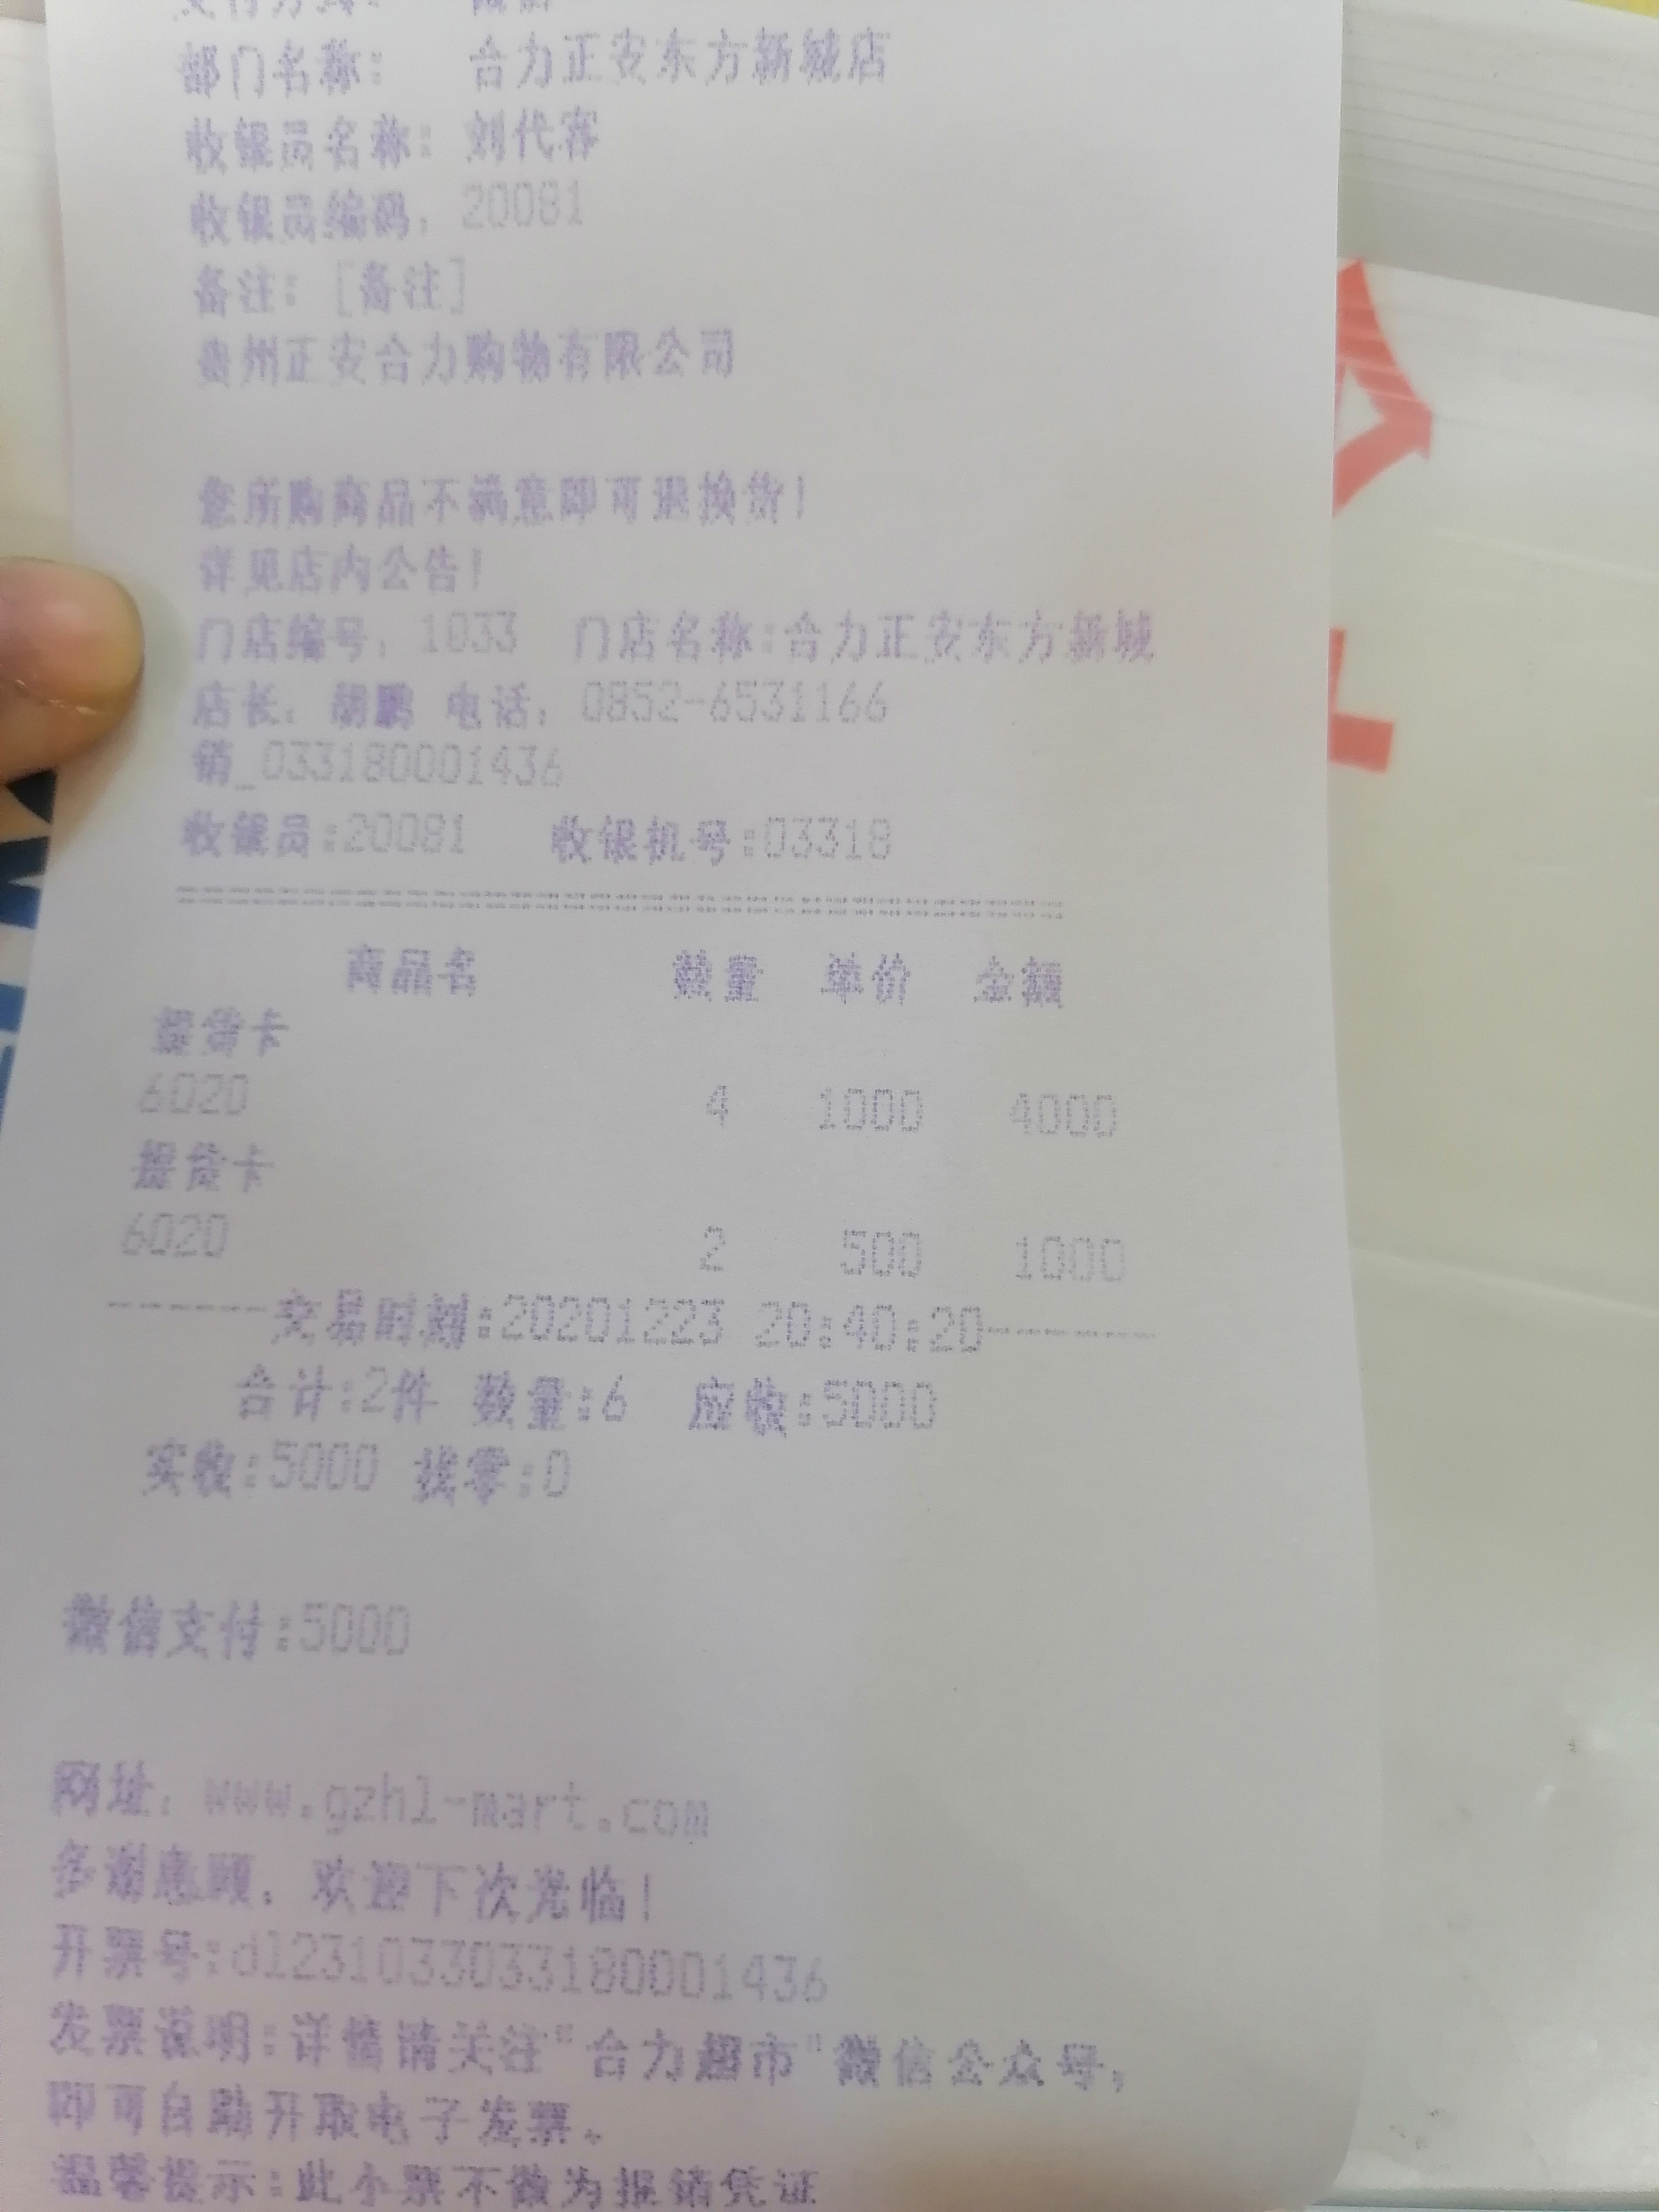 支付方式： 微信
部门名称： 合力正安东方新城店
收银员名称：刘代容
收银员编码：20081
备注：[备注]
贵州正安合力购物有限公司
您所购商品不满意即可退换货！
详见店内公告！
门店编号：1033 门店名称:合力正安东方新城
店长：胡鹏 电话：0852-6531166
销_033180001436
收银员:20081 收银机号:03318
商品名 数量 单价 金额
提货卡
6020 4 1000 4000
提货卡
6020 2 500 1000
------交易时刻:20201223 20:40:20------
合计:2件 数量:6 应收:5000
实收:5000 找零:0
微信支付:5000
网址：www.gzhl-mart.com
多谢惠顾，欢迎下次光临！
开票号:d1231033033180001436
发票说明:详情请关注"合力超市"微信公众号，
即可自助开取电子发票。
温馨提示:此小票不做为报销凭证